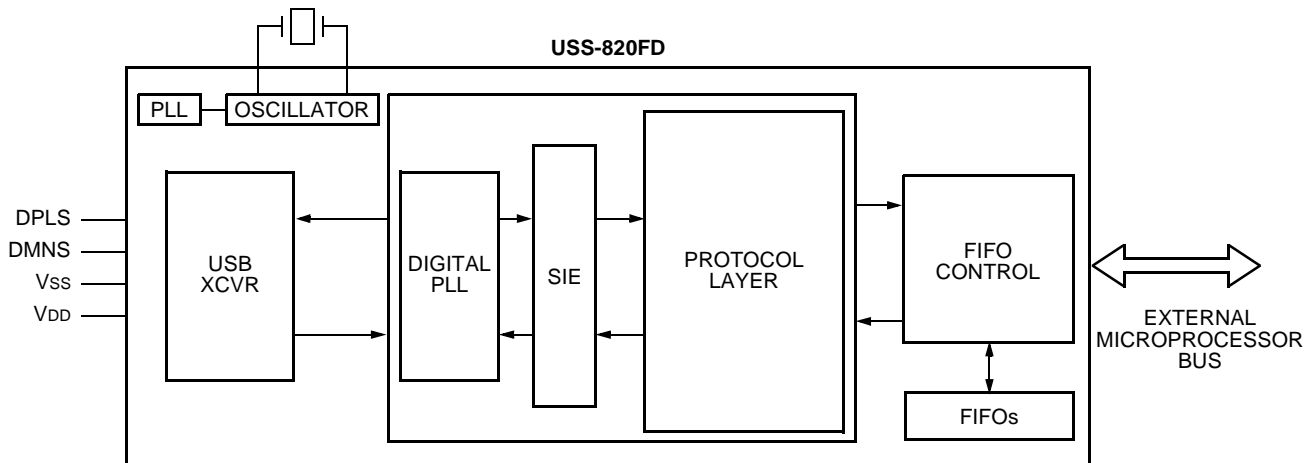 USS-820FD
PLL
OSCILLATOR
DPLS
DMNS
VSS
VDD
USB
XCVR
DIGITAL
PLL
SIE
PROTOCOL
LAYER
FIFO
CONTROL
FIFOs
EXTERNAL
MICROPROCESSOR
BUS